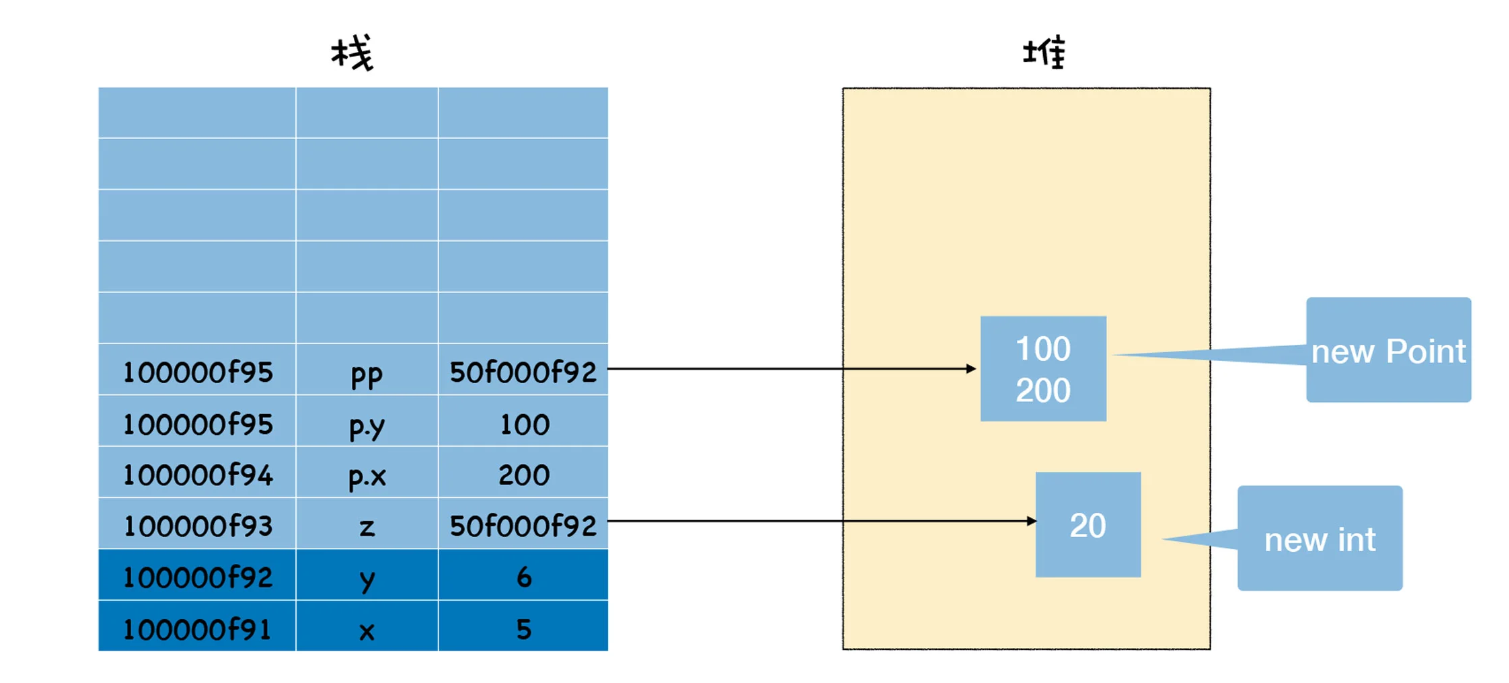 栈
堆
100000f95 pp 50f000f92
100000f95 p.y 100
100000f94 p.x 200
100000f93 z 50f000f92
100000f92 y 6
100000f91 x 5
100
200
new Point
20
new int